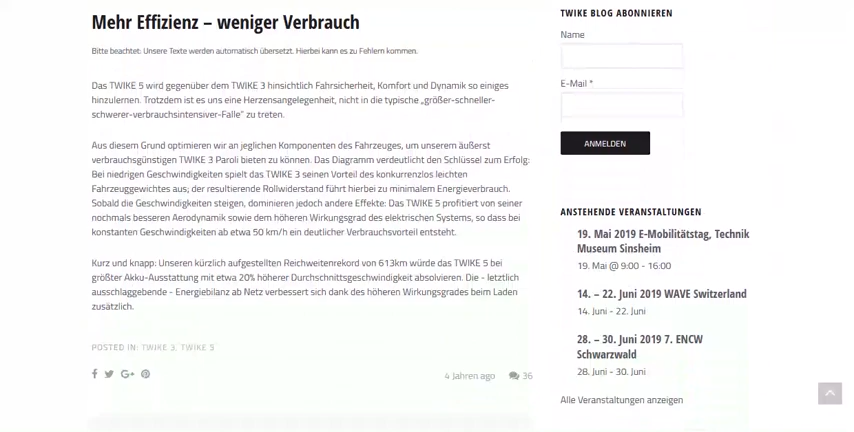 Mehr Effizienz – weniger Verbrauch
Bitte beachtet: Unsere Texte werden automatisch übersetzt. Hierbei kann es zu Fehlern kommen.
Das TWIKE 5 wird gegenüber dem TWIKE 3 hinsichtlich Fahrsicherheit, Komfort und Dynamik so einiges
hinzulernen. Trotzdem ist es uns eine Herzensangelegenheit, nicht in die typische „größer-schneller-
schwerer-verbrauchsintensiver-Falle“ zu treten.
Aus diesem Grund optimieren wir an jeglichen Komponenten des Fahrzeuges, um unserem äußerst
verbrauchsgünstigen TWIKE 3 Paroli bieten zu können. Das Diagramm verdeutlicht den Schlüssel zum Erfolg:
Bei niedrigen Geschwindigkeiten spielt das TWIKE 3 seinen Vorteil des konkurrenzlos leichten
Fahrzeuggewichtes aus; der resultierende Rollwiderstand führt hierbei zu minimalem Energieverbrauch.
Sobald die Geschwindigkeiten steigen, dominieren jedoch andere Effekte: Das TWIKE 5 profitiert von seiner
nochmals besseren Aerodynamik sowie dem höheren Wirkungsgrad des elektrischen Systems, so dass bei
konstanten Geschwindigkeiten ab etwa 50 km/h ein deutlicher Verbrauchsvorteil entsteht.
Kurz und knapp: Unseren kürzlich aufgestellten Reichweitenrekord von 613km würde das TWIKE 5 bei
größter Akku-Ausstattung mit etwa 20% höherer Durchschnittsgeschwindigkeit absolvieren. Die - letztlich
ausschlaggebende - Energiebilanz ab Netz verbessert sich dank des höheren Wirkungsgrades beim Laden
zusätzlich.
POSTED IN: TWIKE 3, TWIKE 5
4 Jahren ago 36
TWIKE BLOG ABONNIEREN
Name
E-Mail *
ANMELDEN
ANSTEHENDE VERANSTALTUNGEN
19. Mai 2019 E-Mobilitätstag, Technik
Museum Sinsheim
19. Mai @ 9:00 - 16:00
14. – 22. Juni 2019 WAVE Switzerland
14. Juni - 22. Juni
28. – 30. Juni 2019 7. ENCW
Schwarzwald
28. Juni - 30. Juni
Alle Veranstaltungen anzeigen